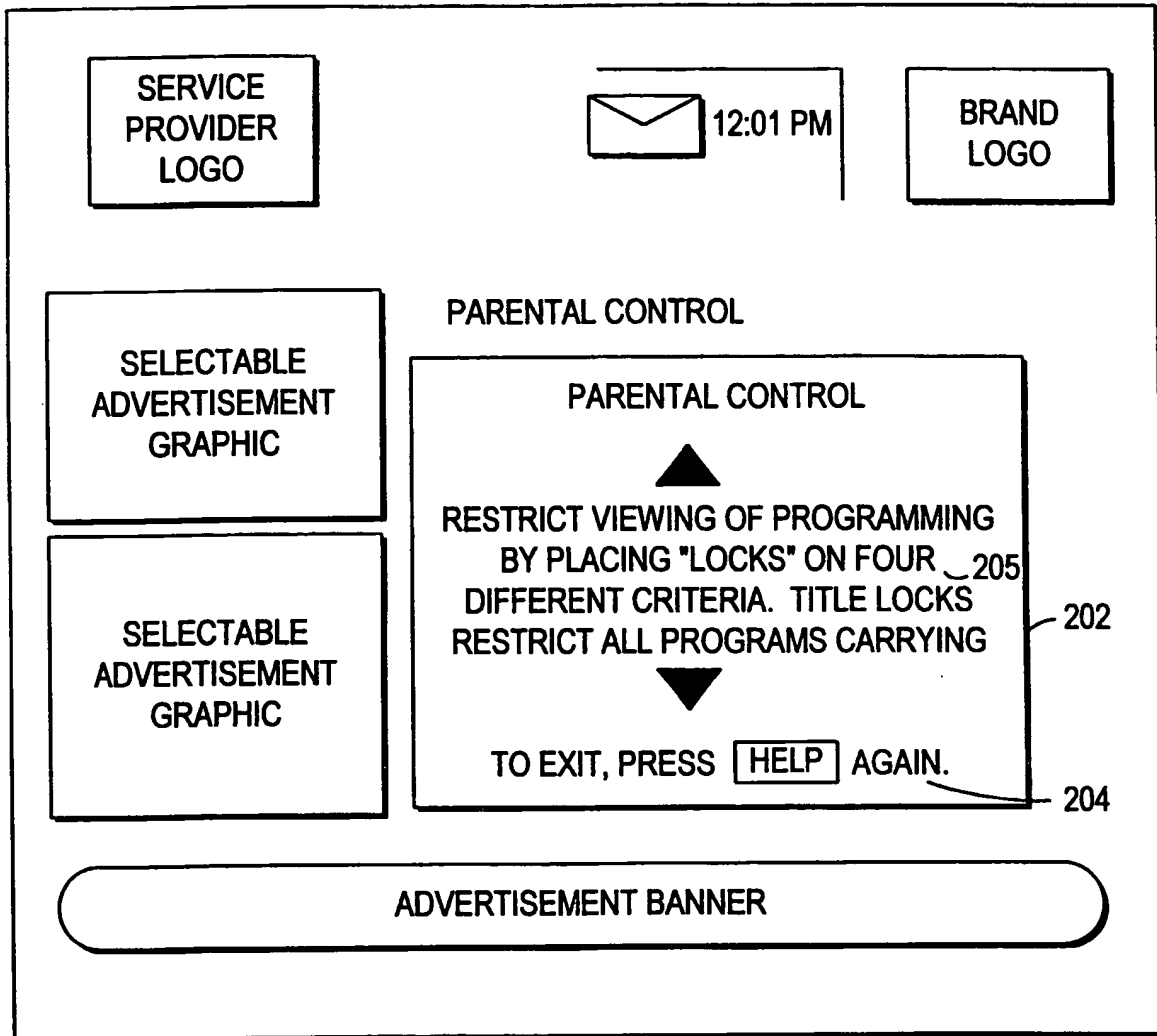 SERVICE
PROVIDER
LOGO
12:01 PM
BRAND
LOGO
SELECTABLE
ADVERTISEMENT
GRAPHIC
SELECTABLE
ADVERTISEMENT
GRAPHIC
PARENTAL CONTROL
PARENTAL CONTROL
RESTRICT VIEWING OF PROGRAMMING
BY PLACING "LOCKS" ON FOUR
205
DIFFERENT CRITERIA. TITLE LOCKS
202
RESTRICT ALL PROGRAMS CARRYING
TO EXIT, PRESS HELP AGAIN.
204
ADVERTISEMENT BANNER